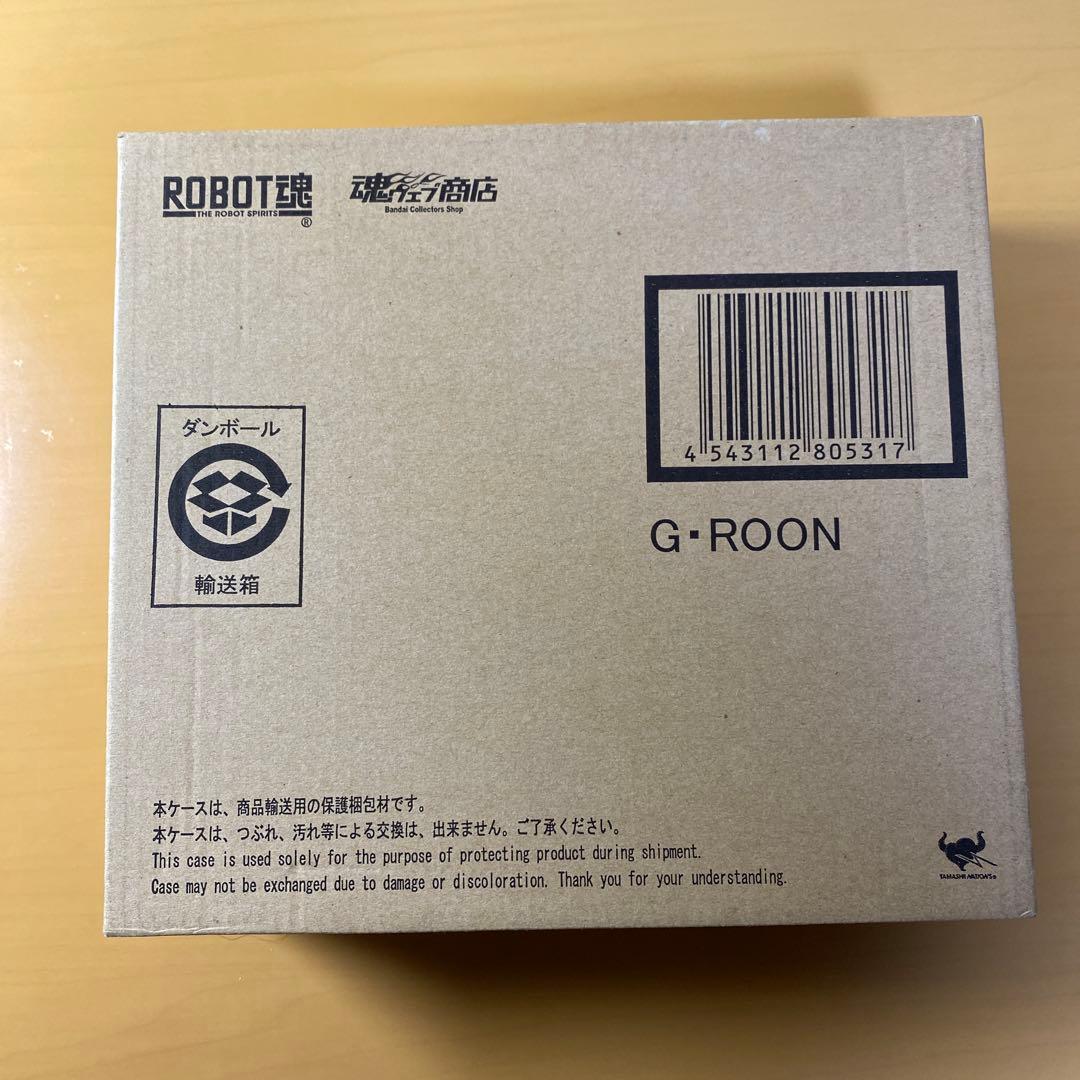 ROBOT魂
THE ROBOT SPIRITS
®
魂ウェブ商店
Bandai Collectors Shop
4 543112 805317
G・ROON
ダンボール
輸送箱
本ケースは、商品輸送用の保護梱包材です。
本ケースは、つぶれ、汚れ等による交換は、出来ません。ご了承ください。
This case is used solely for the purpose of protecting product during shipment.
Case may not be exchanged due to damage or discoloration. Thank you for your understanding.
TAMASHII NATIONS®